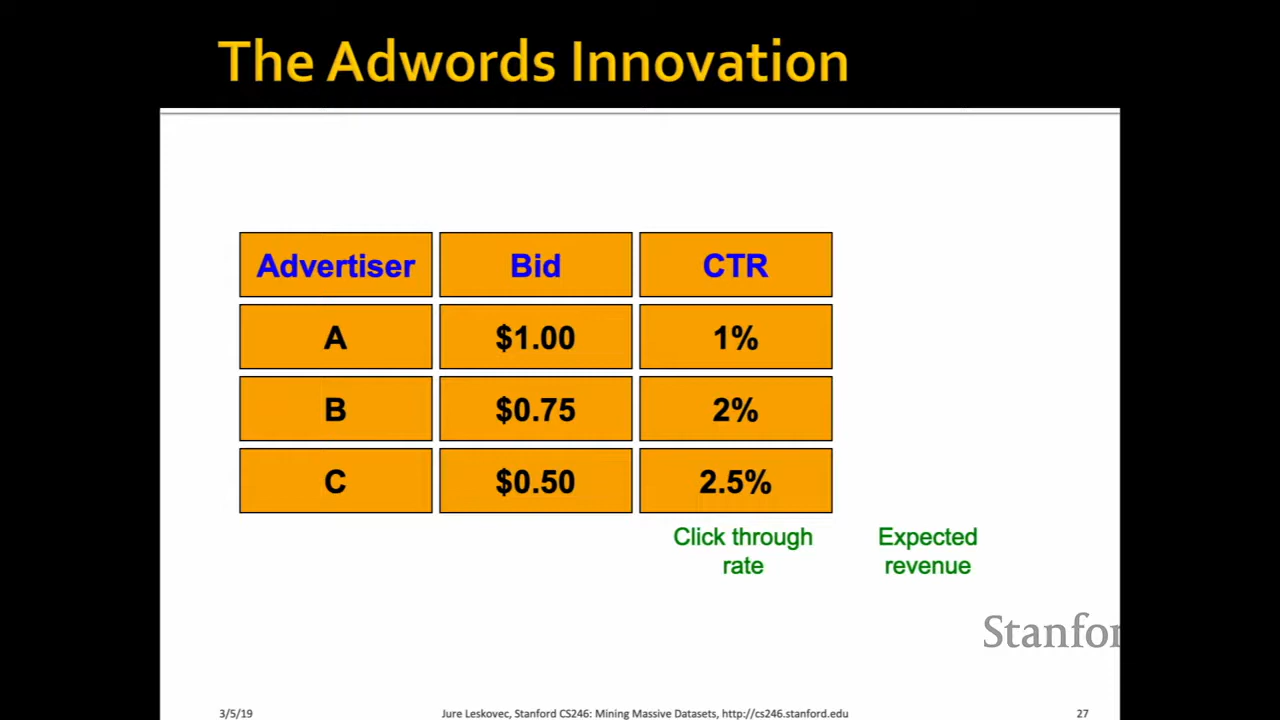 The Adwords Innovation
Advertiser Bid CTR
A $1.00 1%
B $0.75 2%
C $0.50 2.5%
Click through Expected
rate revenue
Stanfor
3/5/19 Jure Leskovec, Stanford CS246: Mining Massive Datasets, http://cs246.stanford.edu 27